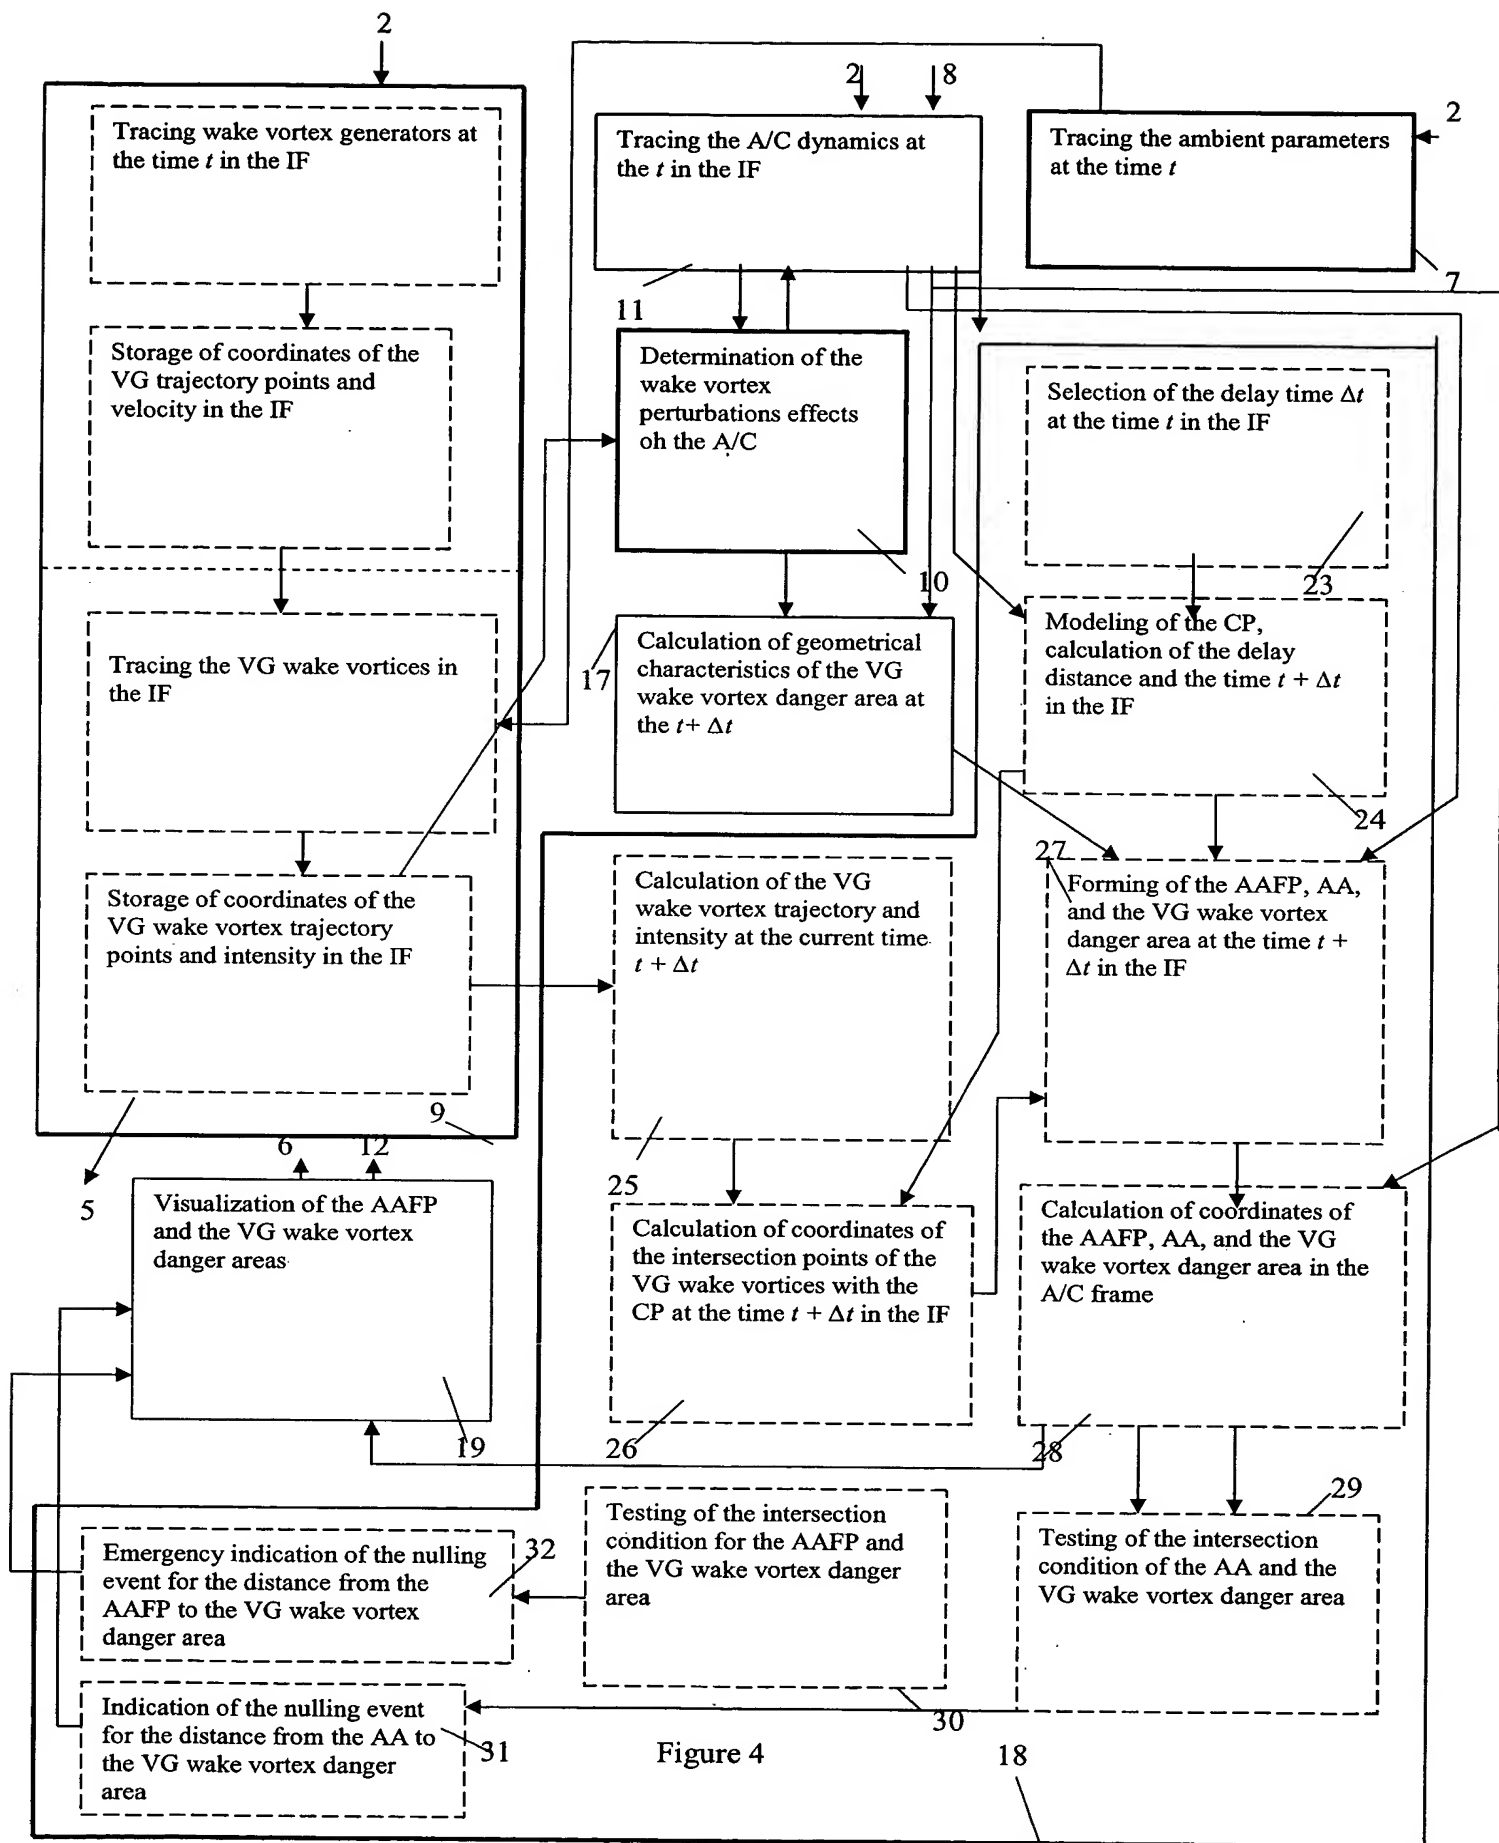 2
Tracing wake vortex generators at
the time t in the IF
Storage of coordinates of the
VG trajectory points and
velocity in the IF
Tracing the VG wake vortices in
the IF
Storage of coordinates of the
VG wake vortex trajectory
points and intensity in the IF
9
5
6
12
Visualization of the AAFP
and the VG wake vortex
danger areas
19
Emergency indication of the nulling
event for the distance from the
AAFP to the VG wake vortex
danger area
32
Indication of the nulling event
for the distance from the AA to
the VG wake vortex danger
area
31
2
8
Tracing the A/C dynamics at
the t in the IF
11
Determination of the
wake vortex
perturbations effects
oh the A/C
10
Calculation of geometrical
characteristics of the VG
wake vortex danger area at
the t+ Δt
17
Calculation of the VG
wake vortex trajectory and
intensity at the current time
t + Δt
25
Calculation of coordinates of
the intersection points of the
VG wake vortices with the
CP at the time t + Δt in the IF
26
Testing of the intersection
condition for the AAFP and
the VG wake vortex danger
area
30
Tracing the ambient parameters
at the time t
2
7
Selection of the delay time Δt
at the time t in the IF
23
Modeling of the CP,
calculation of the delay
distance and the time t + Δt
in the IF
24
27
Forming of the AAFP, AA,
and the VG wake vortex
danger area at the time t +
Δt in the IF
Calculation of coordinates of
the AAFP, AA, and the VG
wake vortex danger area in the
A/C frame
28
29
Testing of the intersection
condition of the AA and the
VG wake vortex danger area
18
Figure 4